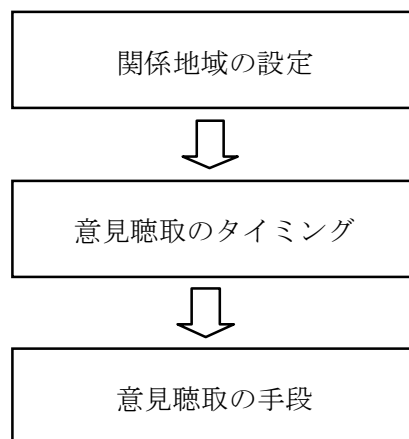 関係地域の設定
意見聴取のタイミング
意見聴取の手段